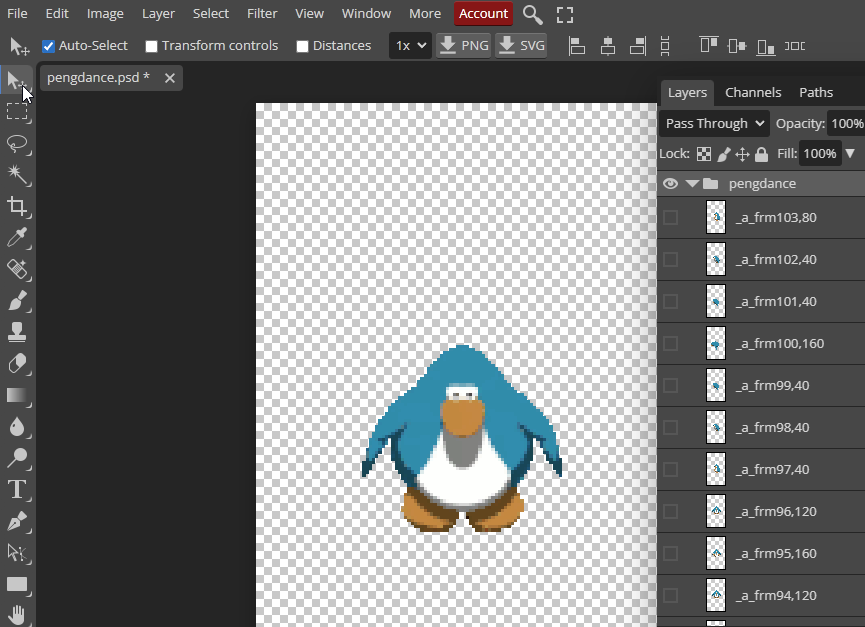 File Edit Image Layer Select Filter View Window More Account
Auto-Select Transform controls Distances 1x PNG SVG
pengdance.psd *
Layers Channels Paths
Pass Through Opacity: 100%
Lock: Fill: 100%
pengdance
_a_frm103,80
_a_frm102,40
_a_frm101,40
_a_frm100,160
_a_frm99,40
_a_frm98,40
_a_frm97,40
_a_frm96,120
_a_frm95,160
_a_frm94,120